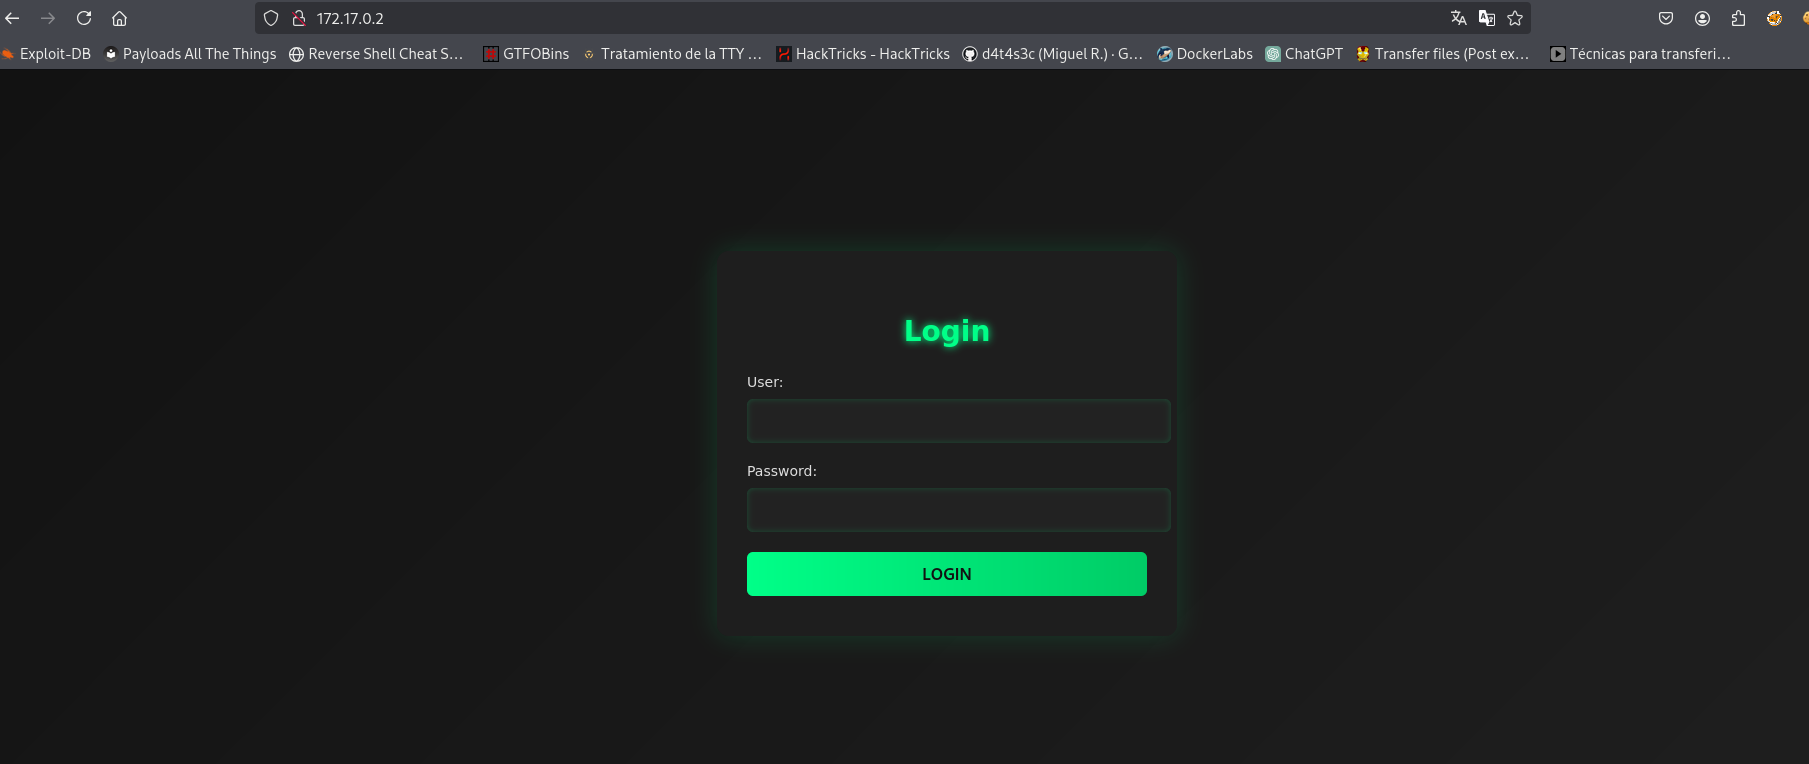 172.17.0.2
Exploit-DB Payloads All The Things Reverse Shell Cheat S... GTFOBins Tratamiento de la TTY ... HackTricks - HackTricks d4t4s3c (Miguel R.) · G... DockerLabs ChatGPT Transfer files (Post ex... Técnicas para transferi...
Login
User:
Password:
LOGIN